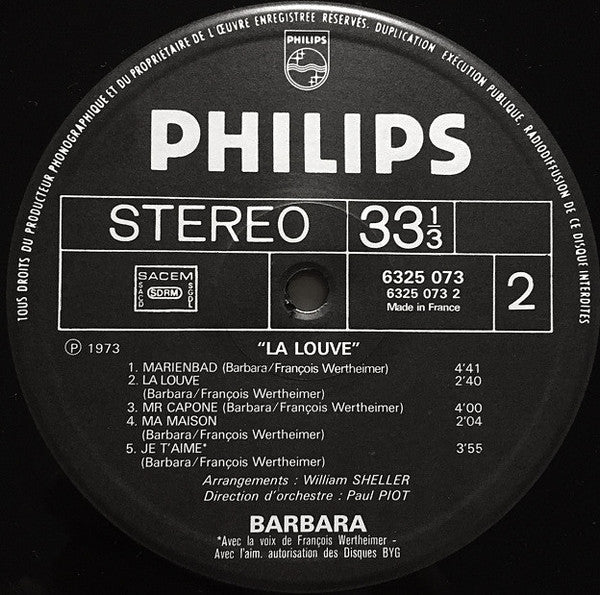 TOUS DROITS DU PRODUCTEUR PHONOGRAPHIQUE ET DU PROPRIÉTAIRE DE L'ŒUVRE ENREGISTRÉE RÉSERVÉS. DUPLICATION EXÉCUTION PUBLIQUE, RADIODIFFUSION DE CE DISQUE INTERDITES
PHILIPS
PHILIPS
STEREO 33 1/3
SACEM
SACD SDRM SGDL
6325 073
6325 073 2
Made in France
2
Ⓟ 1973 "LA LOUVE"
1. MARIENBAD (Barbara/François Wertheimer) 4'41
2. LA LOUVE 2'40
(Barbara/François Wertheimer)
3. MR CAPONE (Barbara/François Wertheimer) 4'00
4. MA MAISON 2'04
(Barbara/François Wertheimer)
5. JE T'AIME* 3'55
(Barbara/François Wertheimer)
Arrangements : William SHELLER
Direction d'orchestre : Paul PIOT
BARBARA
*Avec la voix de François Wertheimer -
Avec l'aim. autorisation des Disques BYG